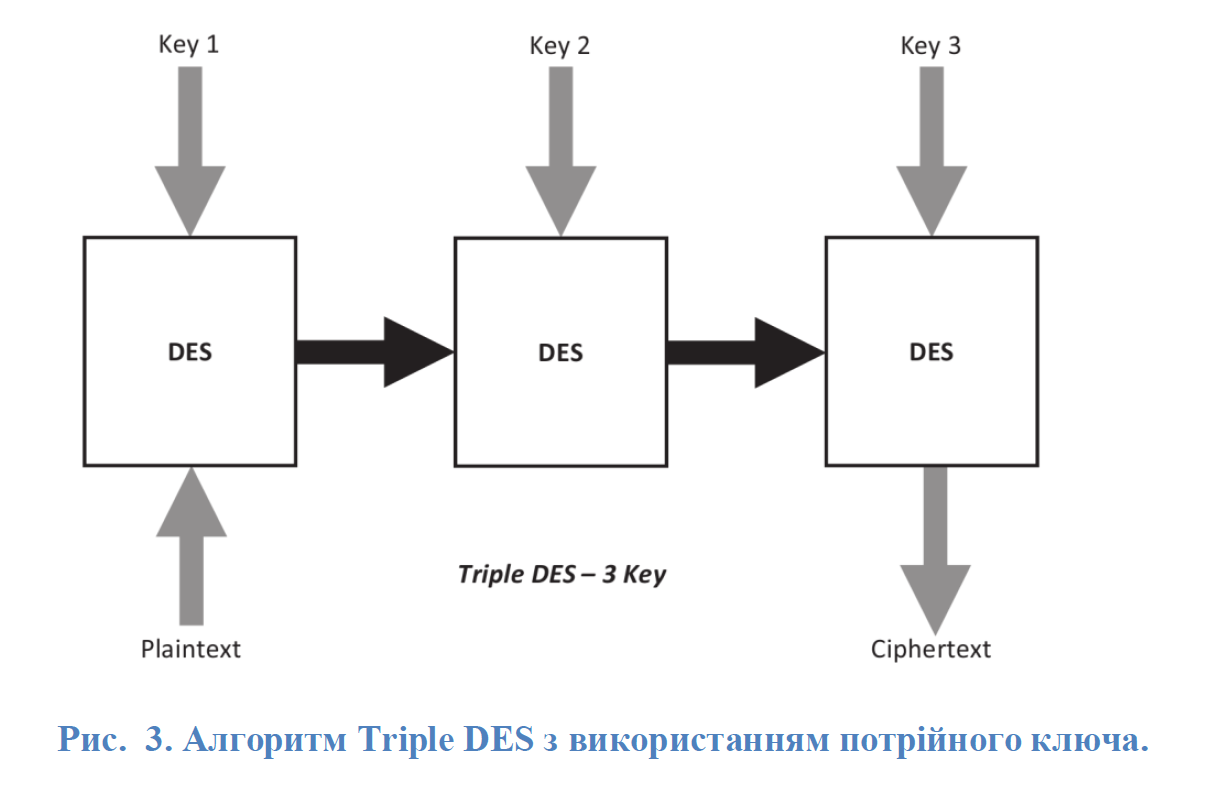 Key 1
Key 2
Key 3
DES
DES
DES
Triple DES – 3 Key
Plaintext
Ciphertext
Рис. 3. Алгоритм Triple DES з використанням потрійного ключа.